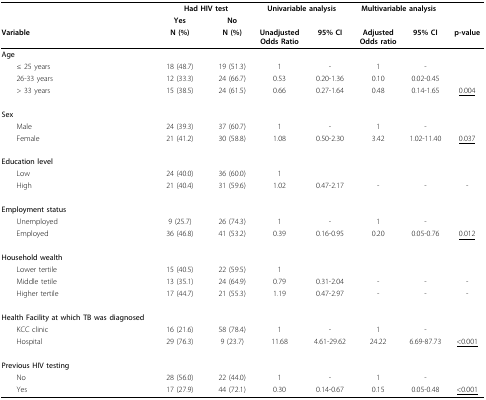 Had HIV test Univariable analysis Multivariable analysis
Yes No
Variable N (%) N (%) Unadjusted Odds Ratio 95% CI Adjusted Odds ratio 95% CI p-value
Age
≤ 25 years 18 (48.7) 19 (51.3) 1 - 1 -
26-33 years 12 (33.3) 24 (66.7) 0.53 0.20-1.36 0.10 0.02-0.45
> 33 years 15 (38.5) 24 (61.5) 0.66 0.27-1.64 0.48 0.14-1.65 0.004
Sex
Male 24 (39.3) 37 (60.7) 1 - 1 -
Female 21 (41.2) 30 (58.8) 1.08 0.50-2.30 3.42 1.02-11.40 0.037
Education level
Low 24 (40.0) 36 (60.0) 1
High 21 (40.4) 31 (59.6) 1.02 0.47-2.17 - - -
Employment status
Unemployed 9 (25.7) 26 (74.3) 1 - 1 -
Employed 36 (46.8) 41 (53.2) 0.39 0.16-0.95 0.20 0.05-0.76 0.012
Household wealth
Lower tertile 15 (40.5) 22 (59.5) 1
Middle tetile 13 (35.1) 24 (64.9) 0.79 0.31-2.04 - - -
Higher tertile 17 (44.7) 21 (55.3) 1.19 0.47-2.97 - - -
Health Facility at which TB was diagnosed
KCC clinic 16 (21.6) 58 (78.4) 1 - 1 -
Hospital 29 (76.3) 9 (23.7) 11.68 4.61-29.62 24.22 6.69-87.73 <0.001
Previous HIV testing
No 28 (56.0) 22 (44.0) 1 - 1 -
Yes 17 (27.9) 44 (72.1) 0.30 0.14-0.67 0.15 0.05-0.48 <0.001